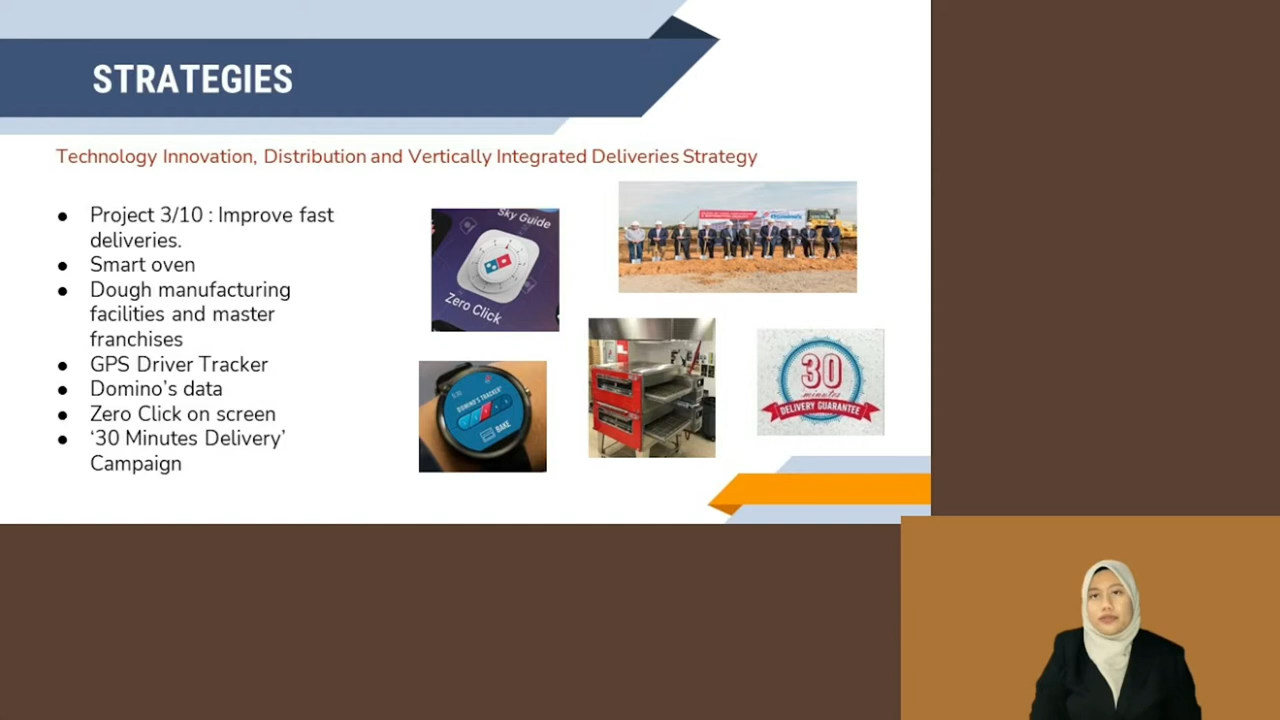 STRATEGIES
Technology Innovation, Distribution and Vertically Integrated Deliveries Strategy
● Project 3/10 : Improve fast
deliveries.
● Smart oven
● Dough manufacturing
facilities and master
franchises
● GPS Driver Tracker
● Domino’s data
● Zero Click on screen
● ‘30 Minutes Delivery’
Campaign
Sky Guide
Zero Click
DOMINO'S TRACKER
BAKE
30
minutes
DELIVERY GUARANTEE